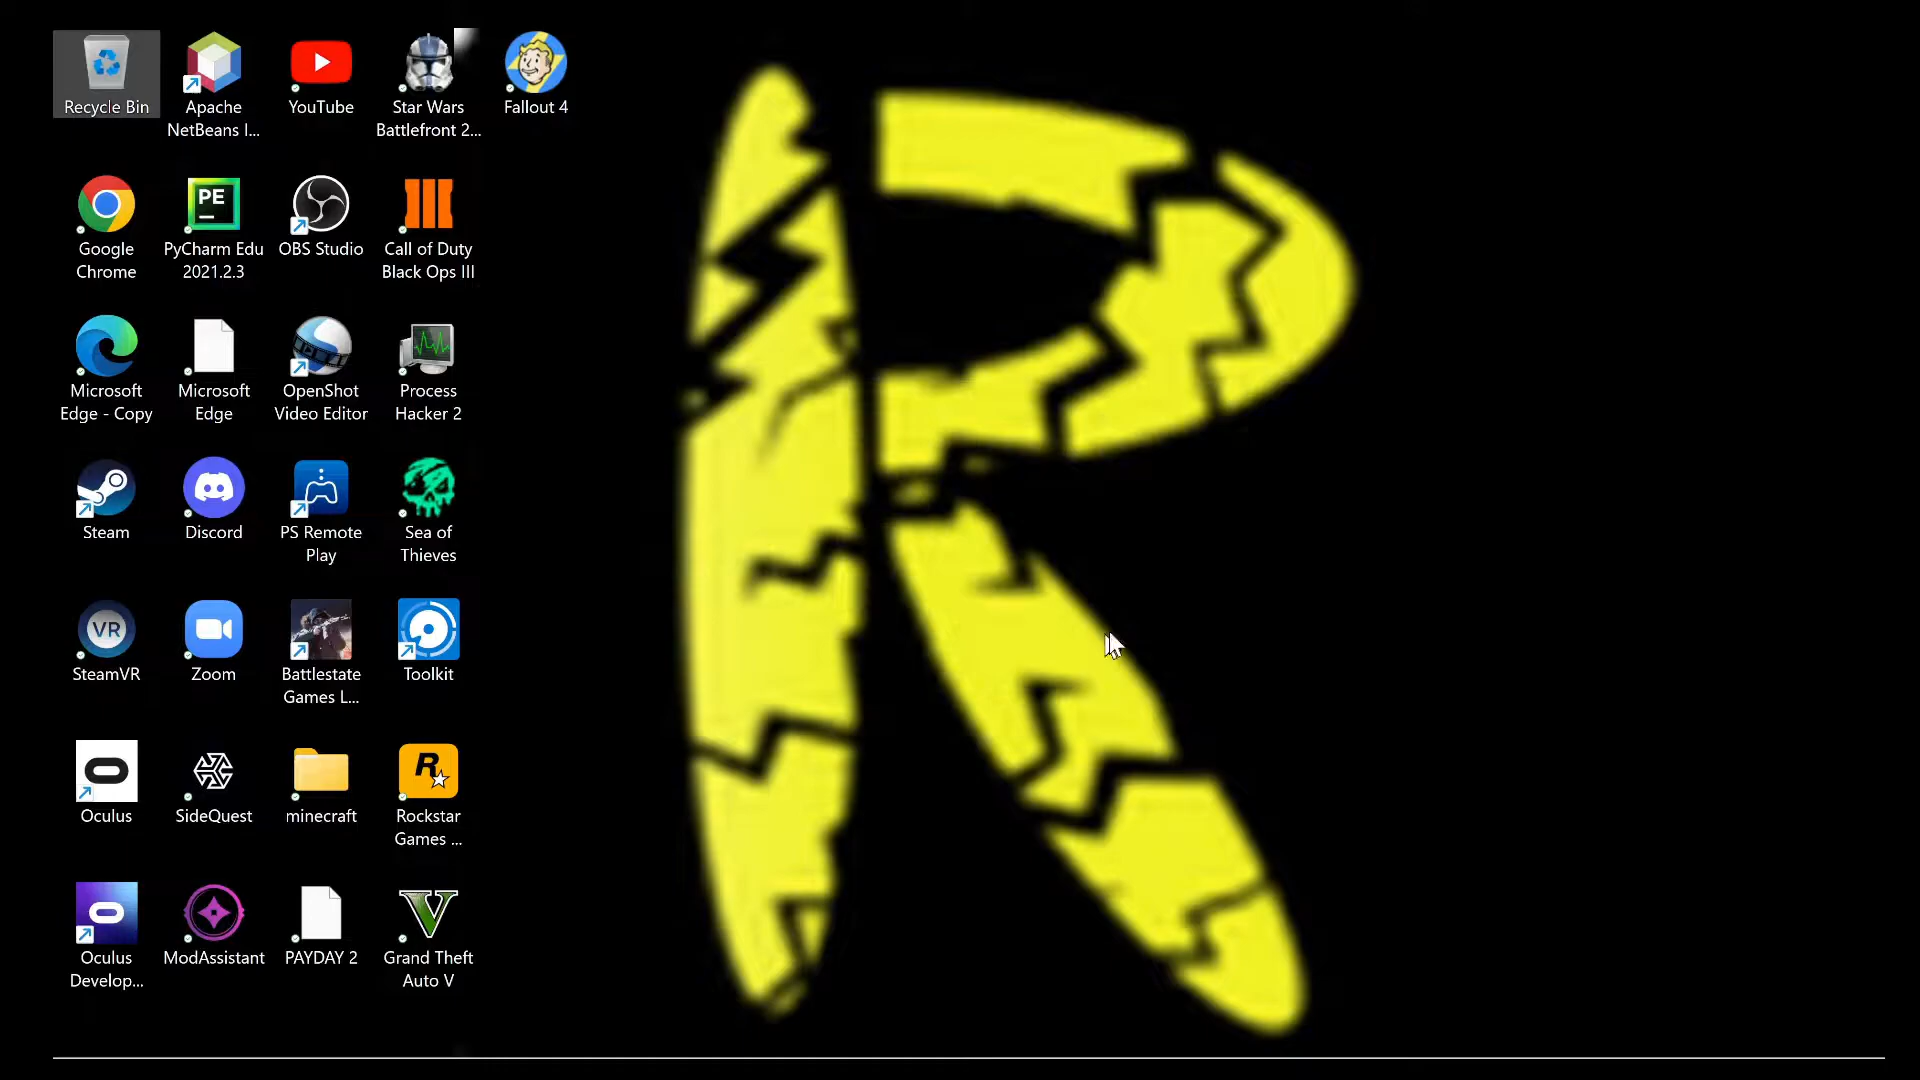 Recycle Bin
Apache
NetBeans I...
YouTube
Star Wars
Battlefront 2...
Fallout 4
Google
Chrome
PE
PyCharm Edu
2021.2.3
OBS Studio
Call of Duty
Black Ops III
Microsoft
Edge - Copy
Microsoft
Edge
OpenShot
Video Editor
Process
Hacker 2
Steam
Discord
PS Remote
Play
Sea of
Thieves
VR
SteamVR
Zoom
Battlestate
Games L...
Toolkit
Oculus
SideQuest
minecraft
R
Rockstar
Games ...
Oculus
Develop...
ModAssistant
PAYDAY 2
V
Grand Theft
Auto V
R